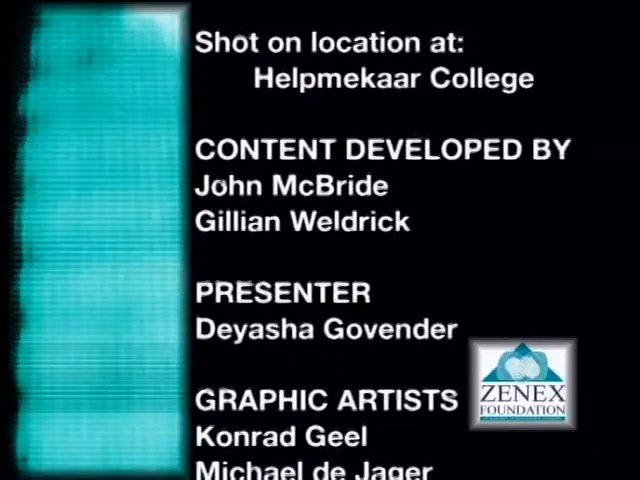 Shot on location at:
Helpmekaar College
CONTENT DEVELOPED BY
John McBride
Gillian Weldrick
PRESENTER
Deyasha Govender
GRAPHIC ARTISTS
Konrad Geel
Michael de Jager
ZENEX
FOUNDATION